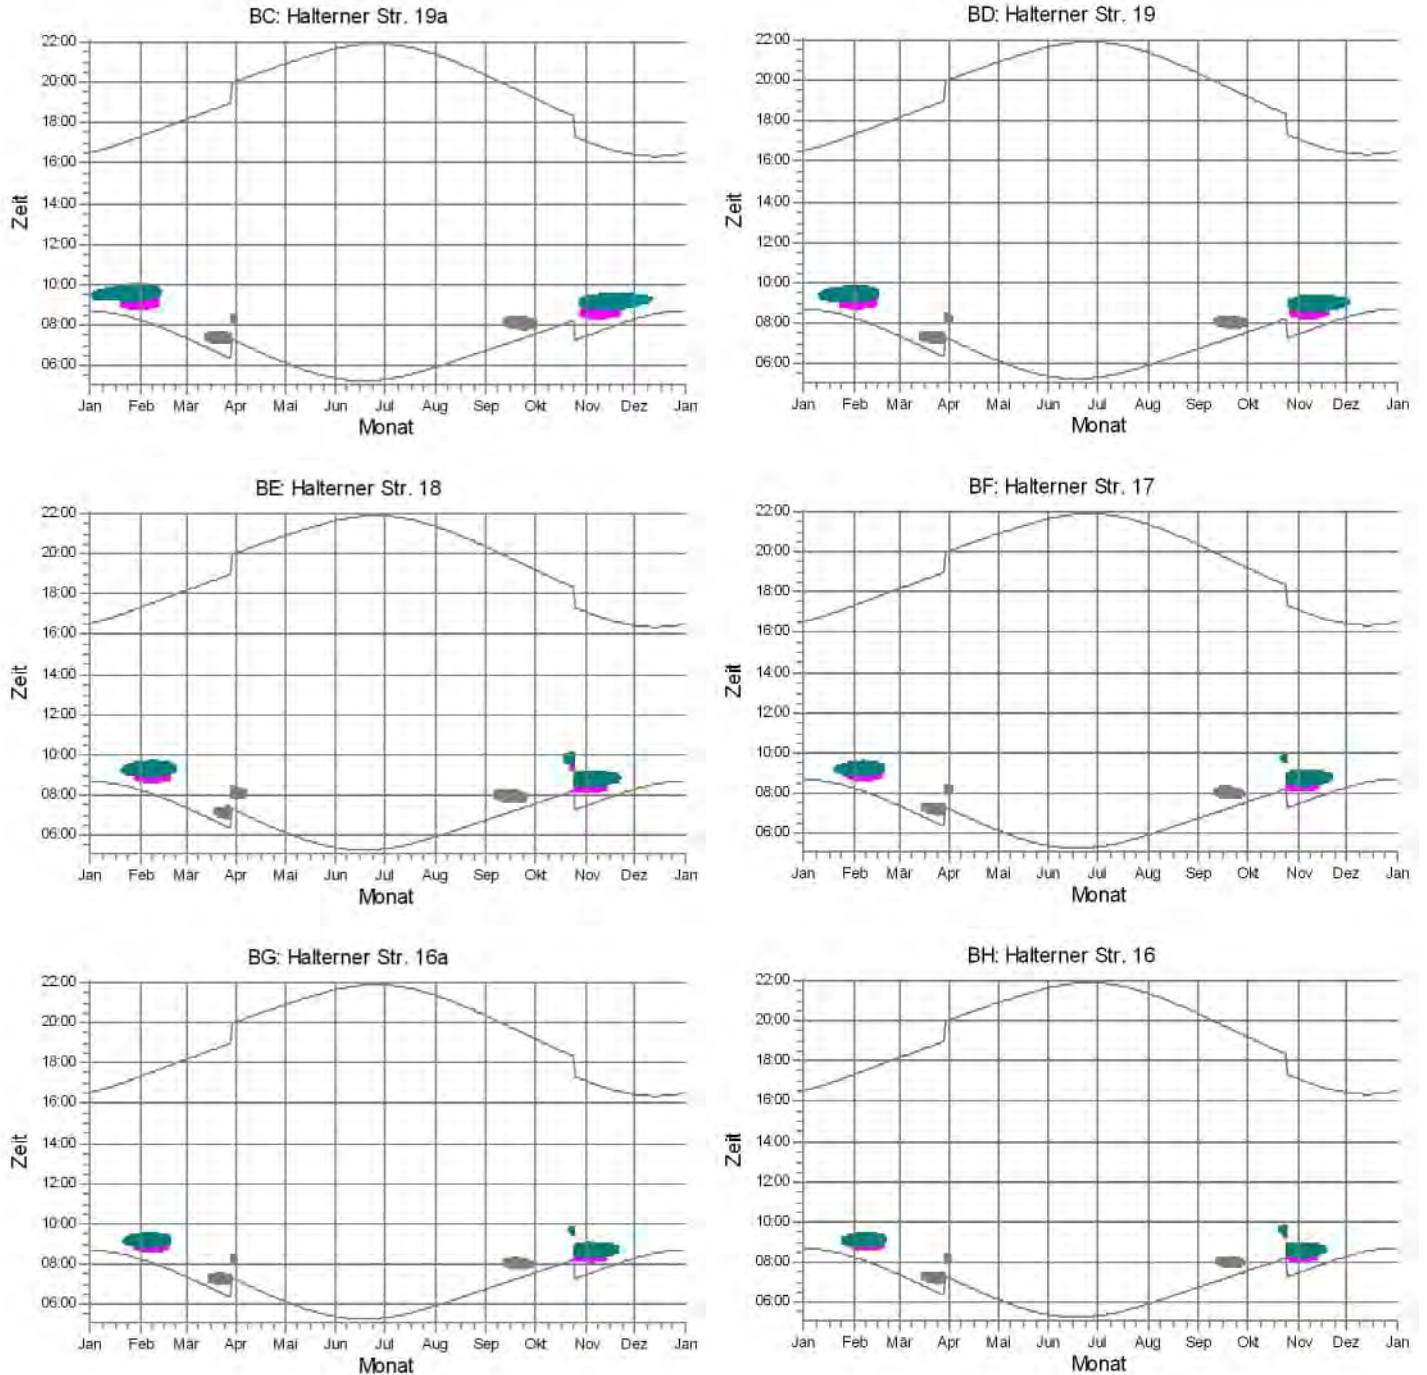 BC: Halterner Str. 19a
22:00
20:00
18:00
16:00
14:00
12:00
10:00
08:00
06:00
Zeit
Jan Feb Mär Apr Mai Jun Jul Aug Sep Okt Nov Dez Jan
Monat
BD: Halterner Str. 19
22:00
20:00
18:00
16:00
14:00
12:00
10:00
08:00
06:00
Zeit
Jan Feb Mär Apr Mai Jun Jul Aug Sep Okt Nov Dez Jan
Monat
BE: Halterner Str. 18
22:00
20:00
18:00
16:00
14:00
12:00
10:00
08:00
06:00
Zeit
Jan Feb Mär Apr Mai Jun Jul Aug Sep Okt Nov Dez Jan
Monat
BF: Halterner Str. 17
22:00
20:00
18:00
16:00
14:00
12:00
10:00
08:00
06:00
Zeit
Jan Feb Mär Apr Mai Jun Jul Aug Sep Okt Nov Dez Jan
Monat
BG: Halterner Str. 16a
22:00
20:00
18:00
16:00
14:00
12:00
10:00
08:00
06:00
Zeit
Jan Feb Mär Apr Mai Jun Jul Aug Sep Okt Nov Dez Jan
Monat
BH: Halterner Str. 16
22:00
20:00
18:00
16:00
14:00
12:00
10:00
08:00
06:00
Zeit
Jan Feb Mär Apr Mai Jun Jul Aug Sep Okt Nov Dez Jan
Monat